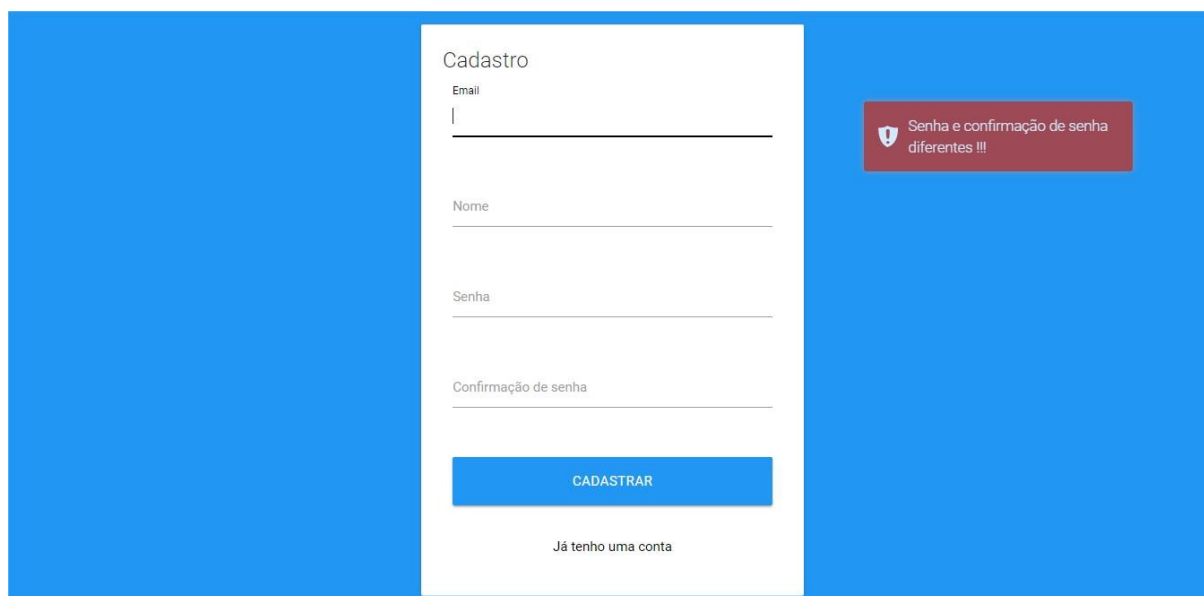 Cadastro
Email
Nome
Senha
Confirmação de senha
CADASTRAR
Já tenho uma conta
Senha e confirmação de senha
diferentes !!!